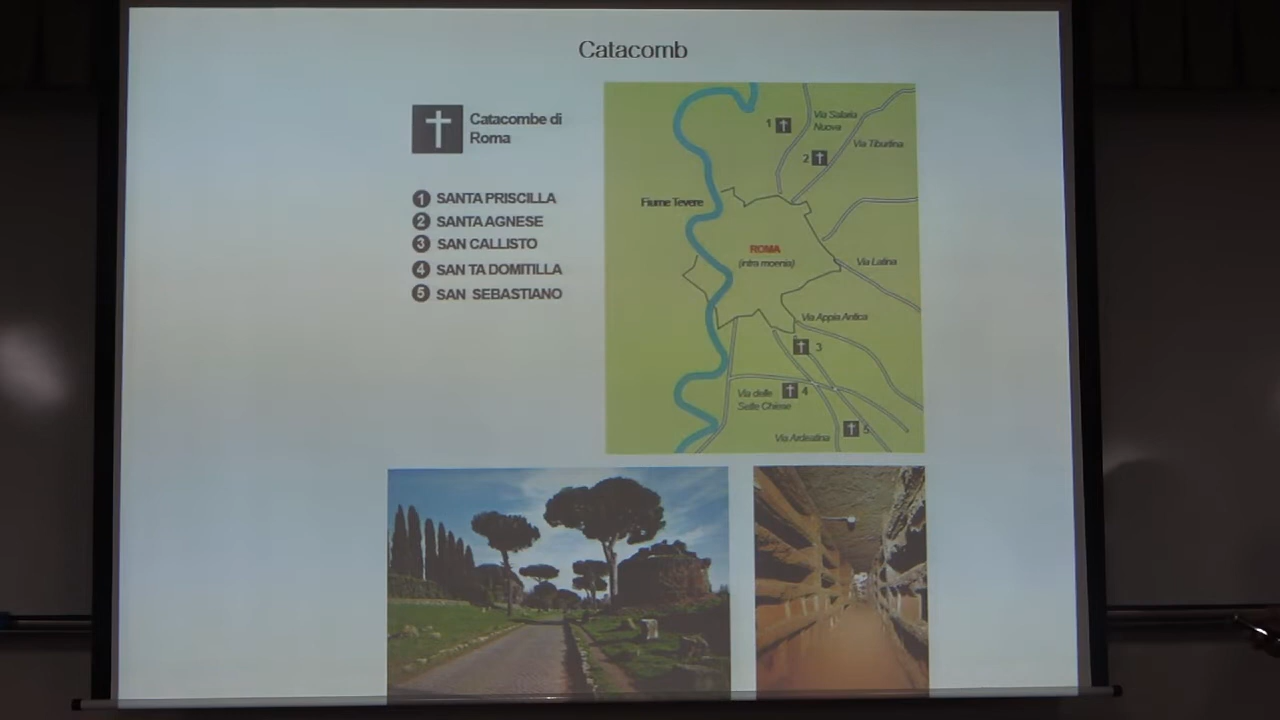 Catacomb
Catacombe di
Roma
1 SANTA PRISCILLA
2 SANTA AGNESE
3 SAN CALLISTO
4 SAN TA DOMITILLA
5 SAN SEBASTIANO
1
Via Salaria
Nuova
Via Tiburtina
2
Fiume Tevere
ROMA
(intra moenia)
Via Latina
Via Appia Antica
3
Via delle
Sette Chiese
4
Via Ardeatina
5